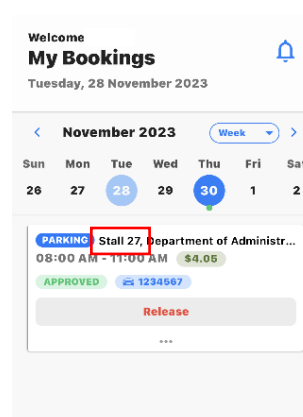 Welcome
My Bookings
Tuesday, 28 November 2023
November 2023 Week
Sun Mon Tue Wed Thu Fri Sa
26 27 28 29 30 1 2
PARKING Stall 27, Department of Administr...
08:00 AM - 11:00 AM $4.05
APPROVED 1234567
Release
...